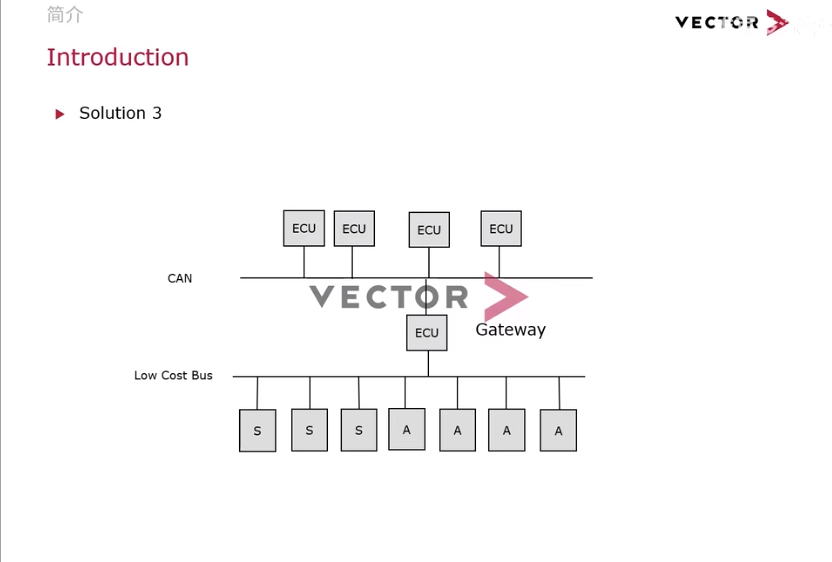 简介
VECTOR
Introduction
Solution 3
ECU ECU ECU ECU
CAN
VECTOR
ECU Gateway
Low Cost Bus
S S S A A A A